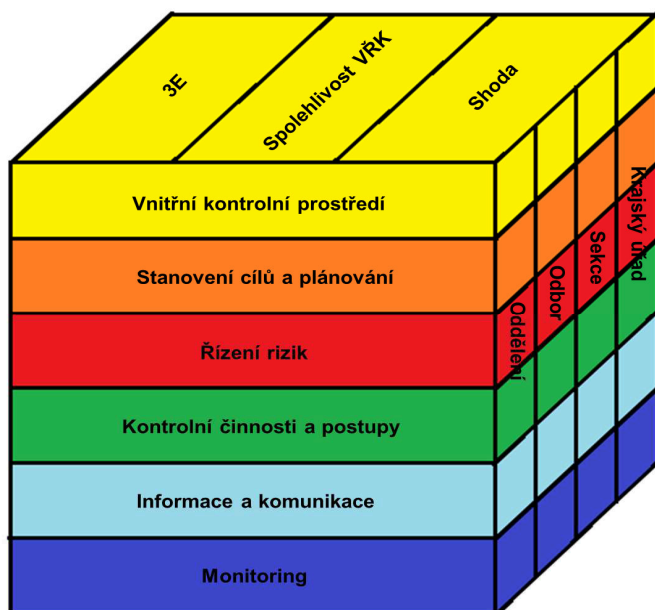 3E
Spolehlivost VŘK
Shoda
Vnitřní kontrolní prostředí
Stanovení cílů a plánování
Řízení rizik
Kontrolní činnosti a postupy
Informace a komunikace
Monitoring
Oddělení
Odbor
Sekce
Krajský úřad